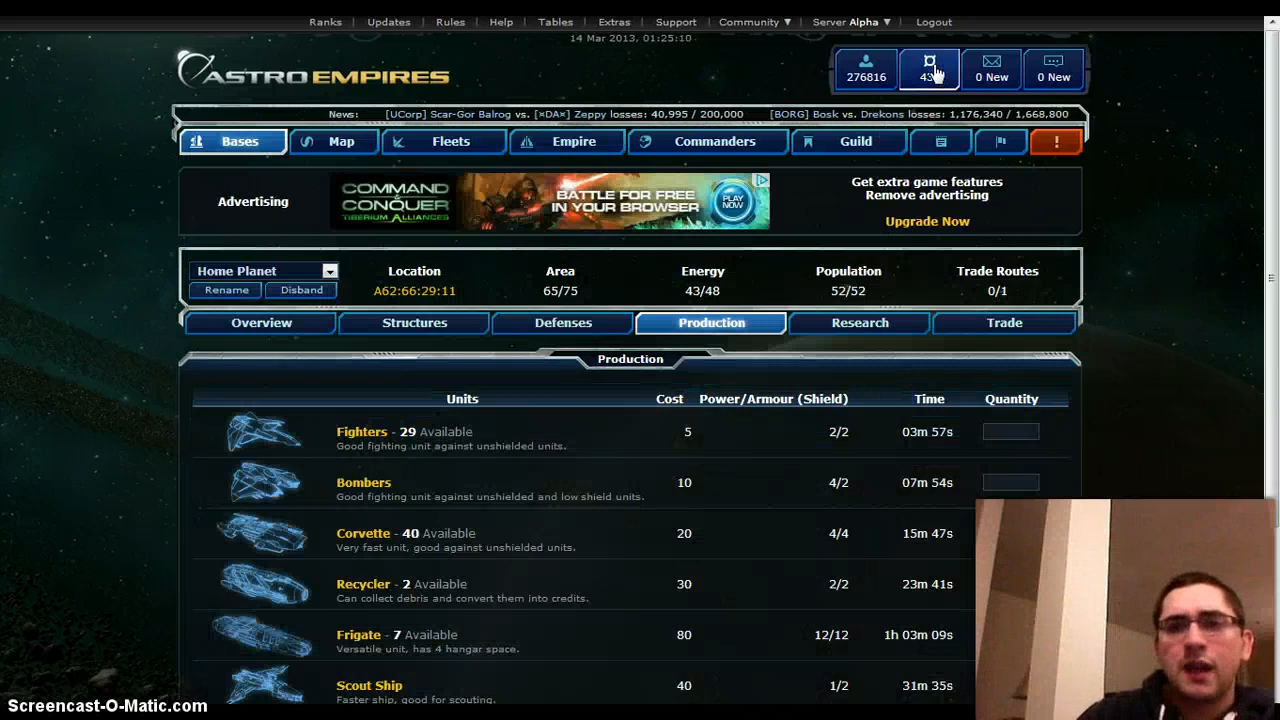 Ranks Updates Rules Help Tables Extras Support Community ▼ Server Alpha ▼ Logout
14 Mar 2013, 01:25:10
ASTRO EMPIRES
276816 0 New 0 New
News: [UCorp] Scar-Gor Balrog vs. [¤DA¤] Zeppy losses: 40,995 / 200,000 [BORG] Bosk vs. Drekons losses: 1,176,340 / 1,668,800
Bases Map Fleets Empire Commanders Guild !
Advertising
COMMAND & CONQUER TIBERIUM ALLIANCES
BATTLE FOR FREE IN YOUR BROWSER
PLAY NOW
Get extra game features
Remove advertising
Upgrade Now
Home Planet Location Area Energy Population Trade Routes
Rename Disband A62:66:29:11 65/75 43/48 52/52 0/1
Overview Structures Defenses Production Research Trade
Production
Units Cost Power/Armour (Shield) Time Quantity
Fighters - 29 Available 5 2/2 03m 57s
Good fighting unit against unshielded units.
Bombers 10 4/2 07m 54s
Good fighting unit against unshielded and low shield units.
Corvette - 40 Available 20 4/4 15m 47s
Very fast unit, good against unshielded units.
Recycler - 2 Available 30 2/2 23m 41s
Can collect debris and convert them into credits.
Frigate - 7 Available 80 12/12 1h 03m 09s
Versatile unit, has 4 hangar space.
Scout Ship 40 1/2 31m 35s
Faster ship, good for scouting.
Screencast-O-Matic.com